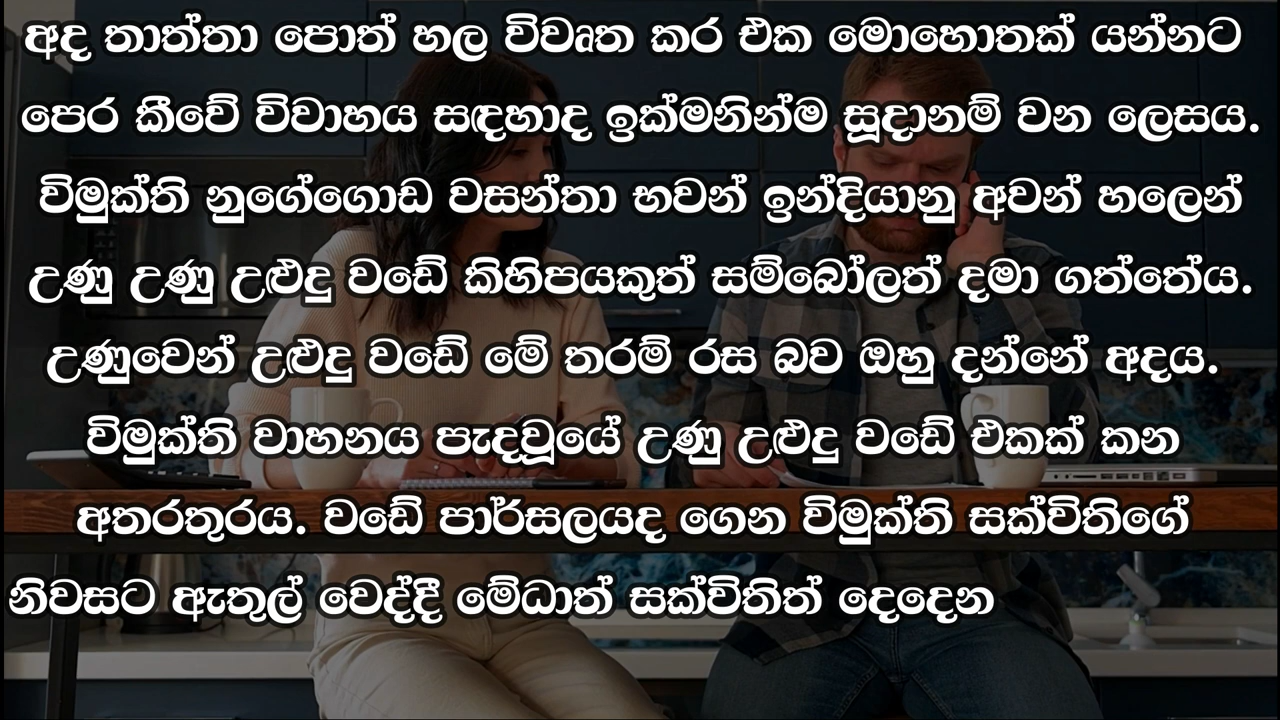 අද තාත්තා පොත් හල විවෘත කර එක මොහොතක් යන්නට
පෙර කීවේ විවාහය සඳහාද ඉක්මනින්ම සූදානම් වන ලෙසය.
විමුක්ති නුගේගොඩ වසන්තා භවන් ඉන්දියානු අවන් හලෙන්
උණු උණු උළුදු වඩේ කිහිපයකුත් සම්බෝලත් දමා ගත්තේය.
උණුවෙන් උළුදු වඩේ මේ තරම් රස බව ඔහු දන්නේ අදය.
විමුක්ති වාහනය පැදවූයේ උණු උළුදු වඩේ එකක් කන
අතරතුරය. වඩේ පාර්සලයද ගෙන විමුක්ති සක්විතිගේ
නිවසට ඇතුල් වෙද්දී මේධාත් සක්විතිත් දෙදෙන